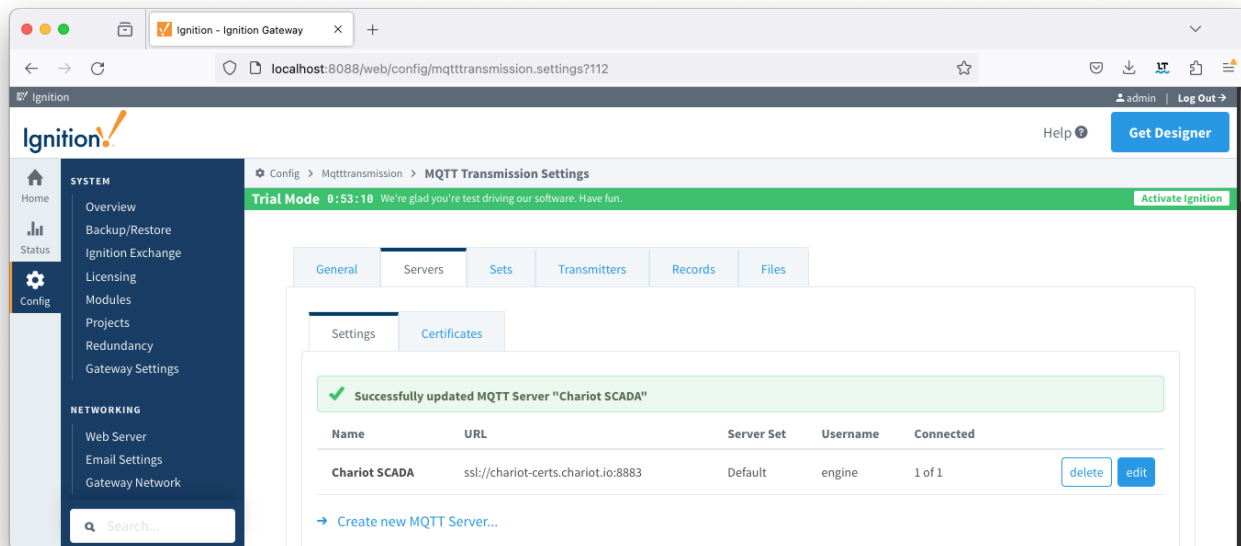 Ignition - Ignition Gateway
localhost:8088/web/config/mqtttransmission.settings?112
Ignition
admin | Log Out
Ignition!
Help
Get Designer
Config > Mqtttransmission > MQTT Transmission Settings
Trial Mode 0:53:10 We're glad you're test driving our software. Have fun.
Activate Ignition
Home
Status
Config
SYSTEM
Overview
Backup/Restore
Ignition Exchange
Licensing
Modules
Projects
Redundancy
Gateway Settings
NETWORKING
Web Server
Email Settings
Gateway Network
Search...
General Servers Sets Transmitters Records Files
Settings Certificates
Successfully updated MQTT Server "Chariot SCADA"
Name URL Server Set Username Connected
Chariot SCADA ssl://chariot-certs.chariot.io:8883 Default engine 1 of 1 delete edit
Create new MQTT Server...